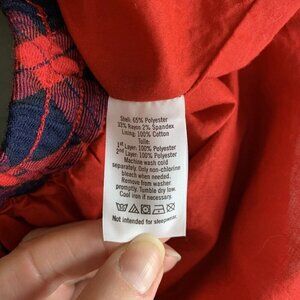 Shell: 65% Polyester
33% Rayon 2% Spandex
Lining: 100% Cotton
Tulle:
1st Layer: 100% Polyester
2nd Layer: 100% Polyester
Machine wash cold
separately. Only non-chlorine
bleach when needed.
Remove from washer
promptly. Tumble dry low.
Cool iron if necessary.
Not intended for sleepwear.